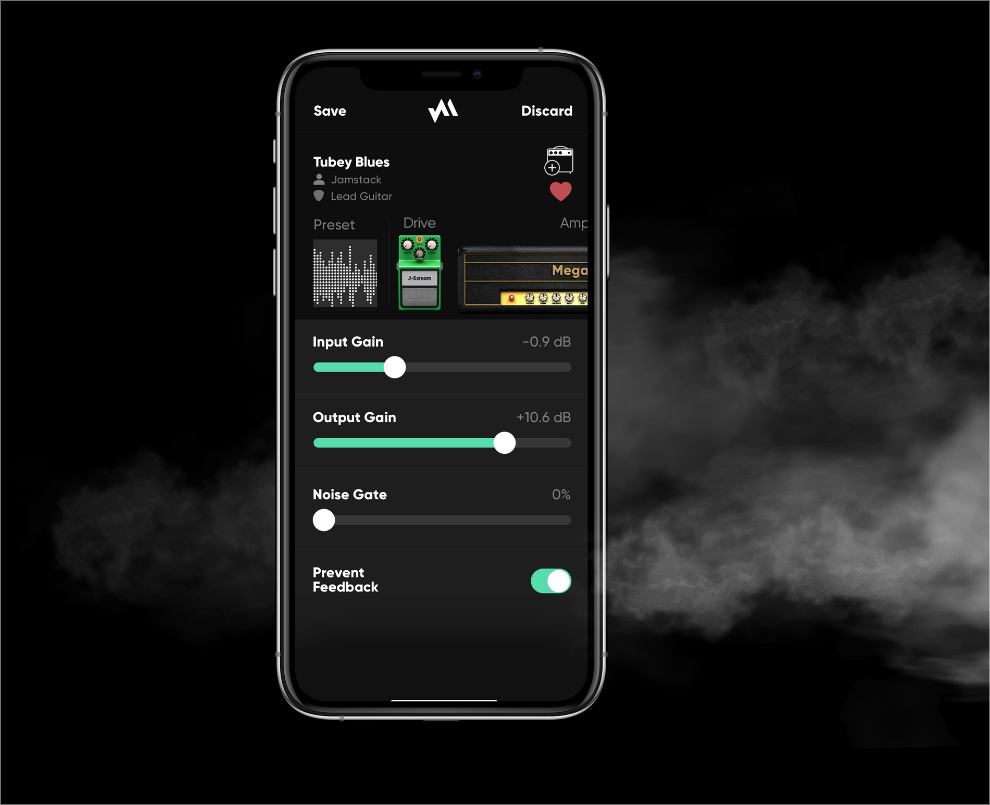 Save
Discard
Tubey Blues
Jamstack
Lead Guitar
Preset
Drive
Amp
J-Scream
Mega
Input Gain
-0.9 dB
Output Gain
+10.6 dB
Noise Gate
0%
Prevent
Feedback